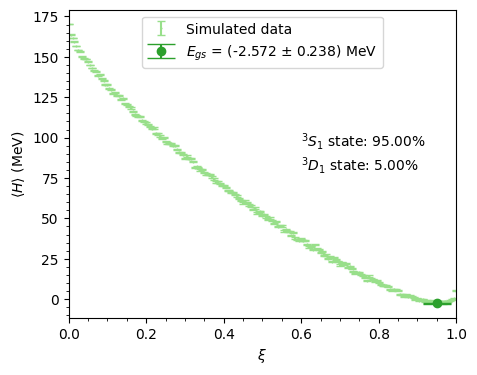 175
150
125
100
75
50
25
0
⟨H⟩ (MeV)
Simulated data
E_gs = (-2.572 ± 0.238) MeV
³S₁ state: 95.00%
³D₁ state: 5.00%
0.0 0.2 0.4 0.6 0.8 1.0
ξ